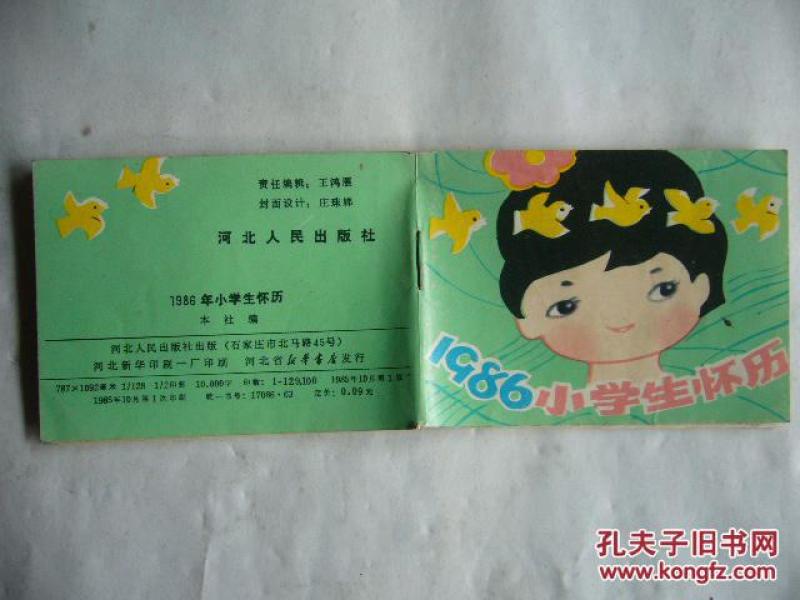 责任编辑：王鸿
封面设计：庄珠娣
河北人民出版社
1986年小学生怀历
本社编
河北人民出版社出版（石家庄市北马路45号）
河北新华印刷一厂印刷 河北省新华书店发行
787×1092毫米 1/128 1/2印张 10,000字 印数：1-129,100 1985年10月第1版
1985年10月第1次印刷 统一书号：17086·63 定价：0.09元
1986小学生怀历
孔夫子旧书网
www.kongfz.com